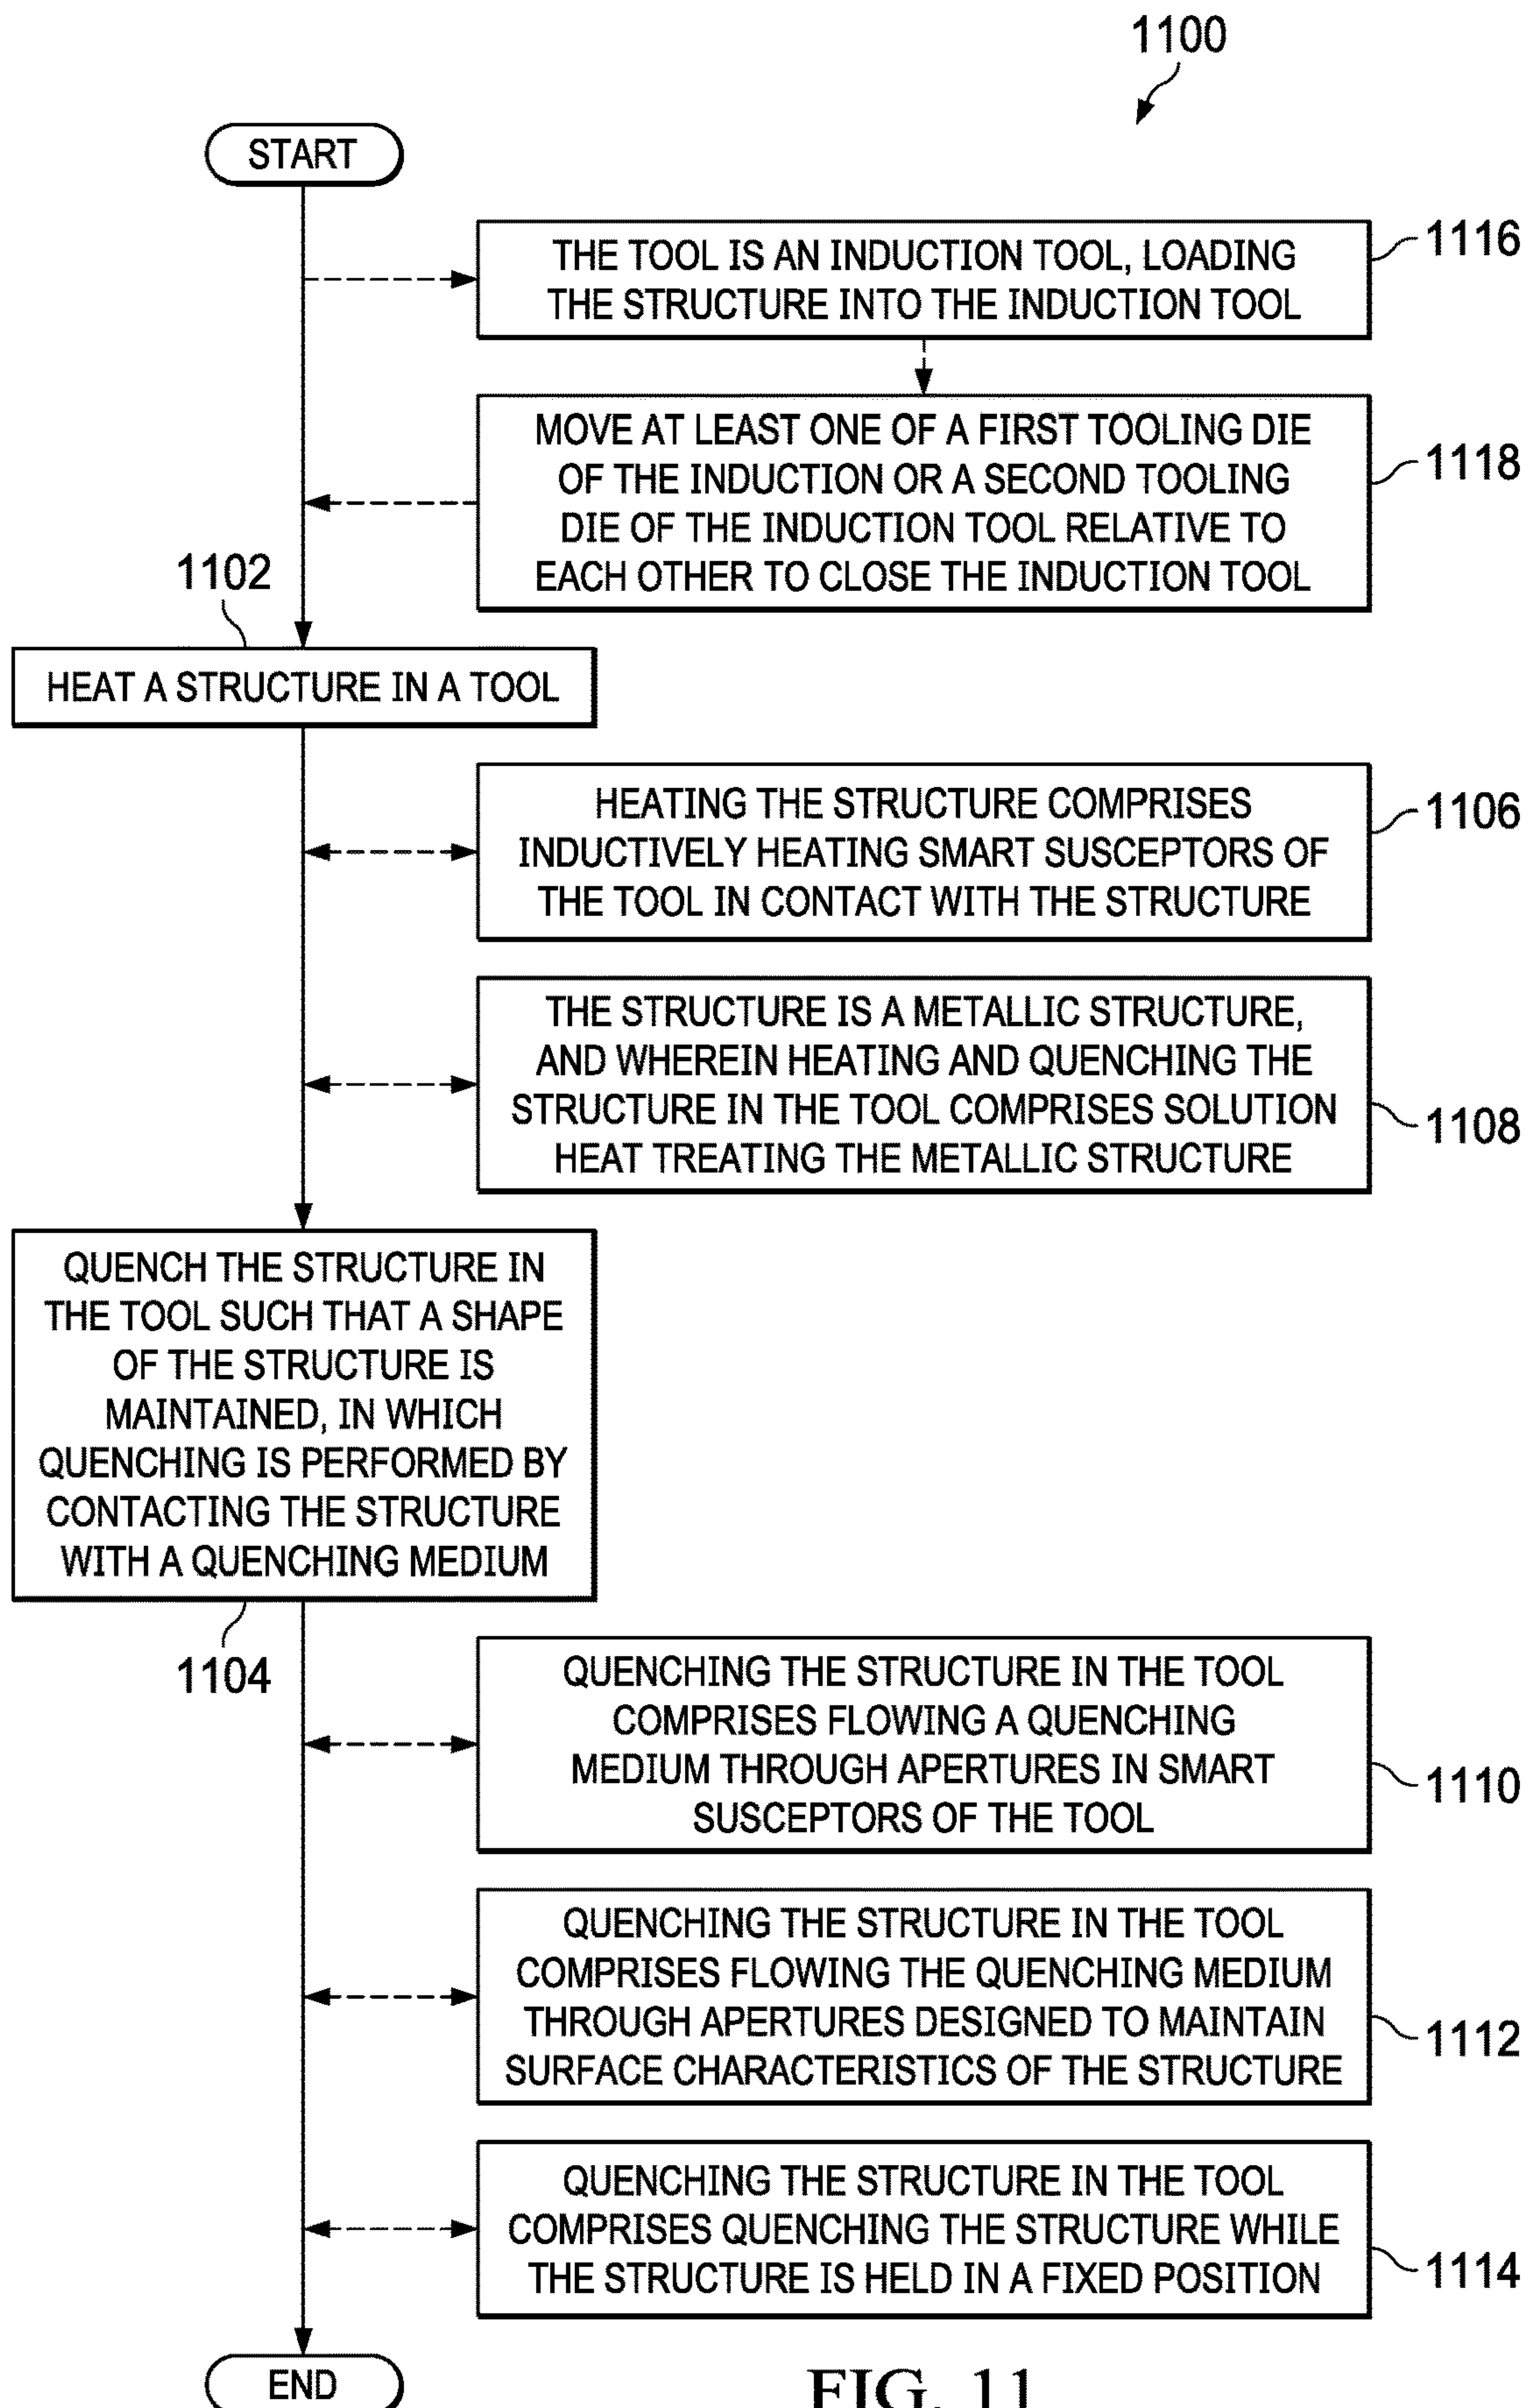 1100
START
THE TOOL IS AN INDUCTION TOOL, LOADING
THE STRUCTURE INTO THE INDUCTION TOOL
1116
MOVE AT LEAST ONE OF A FIRST TOOLING DIE
OF THE INDUCTION OR A SECOND TOOLING
DIE OF THE INDUCTION TOOL RELATIVE TO
EACH OTHER TO CLOSE THE INDUCTION TOOL
1118
1102
HEAT A STRUCTURE IN A TOOL
HEATING THE STRUCTURE COMPRISES
INDUCTIVELY HEATING SMART SUSCEPTORS OF
THE TOOL IN CONTACT WITH THE STRUCTURE
1106
THE STRUCTURE IS A METALLIC STRUCTURE,
AND WHEREIN HEATING AND QUENCHING THE
STRUCTURE IN THE TOOL COMPRISES SOLUTION
HEAT TREATING THE METALLIC STRUCTURE
1108
QUENCH THE STRUCTURE IN
THE TOOL SUCH THAT A SHAPE
OF THE STRUCTURE IS
MAINTAINED, IN WHICH
QUENCHING IS PERFORMED BY
CONTACTING THE STRUCTURE
WITH A QUENCHING MEDIUM
1104
QUENCHING THE STRUCTURE IN THE TOOL
COMPRISES FLOWING A QUENCHING
MEDIUM THROUGH APERTURES IN SMART
SUSCEPTORS OF THE TOOL
1110
QUENCHING THE STRUCTURE IN THE TOOL
COMPRISES FLOWING THE QUENCHING MEDIUM
THROUGH APERTURES DESIGNED TO MAINTAIN
SURFACE CHARACTERISTICS OF THE STRUCTURE
1112
QUENCHING THE STRUCTURE IN THE TOOL
COMPRISES QUENCHING THE STRUCTURE WHILE
THE STRUCTURE IS HELD IN A FIXED POSITION
1114
END
FIG. 11